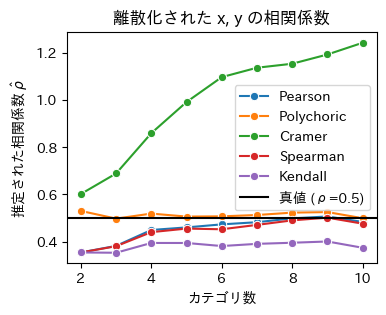 離散化された x, y の相関係数
推定された相関係数 ρ̂
1.2
1.0
0.8
0.6
0.4
Pearson
Polychoric
Cramer
Spearman
Kendall
真値 (ρ=0.5)
2
4
6
8
10
カテゴリ数